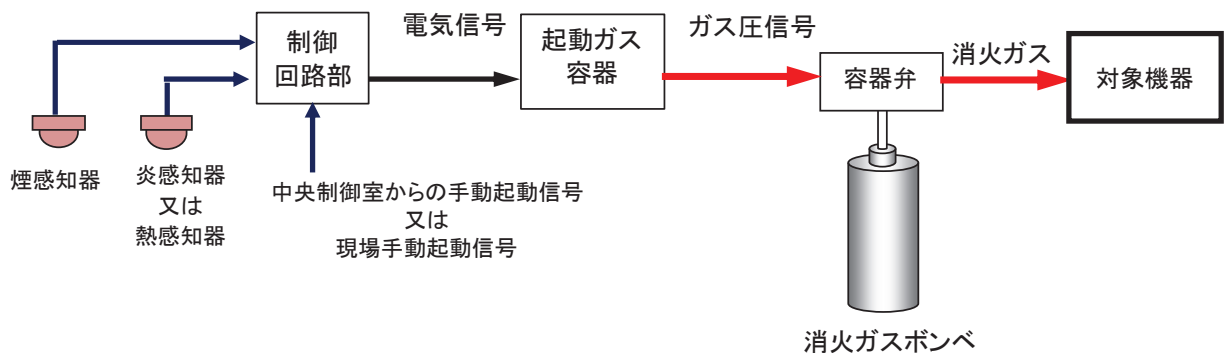 電気信号
ガス圧信号
制御
回路部
起動ガス
容器
容器弁
消火ガス
対象機器
煙感知器
炎感知器
又は
熱感知器
中央制御室からの手動起動信号
又は
現場手動起動信号
消火ガスボンベ